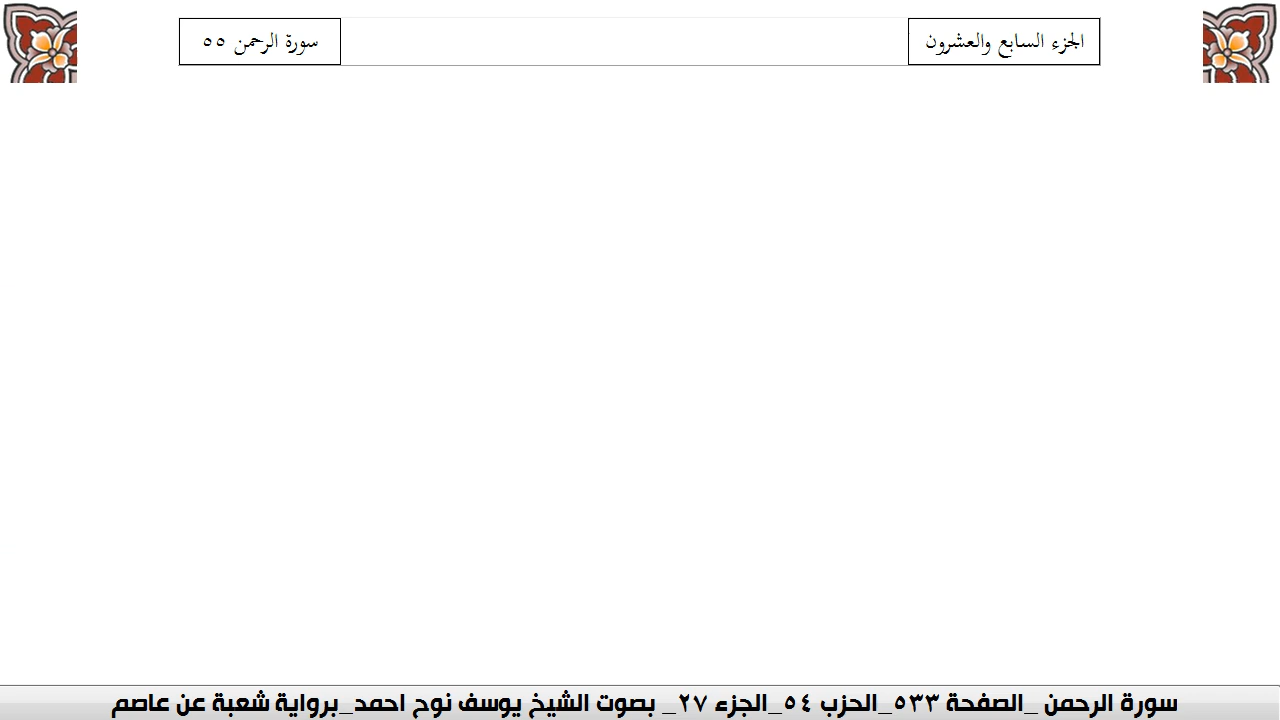 الجزء السابع والعشرون
سورة الرحمن ٥٥
سورة الرحمن _الصفحة ٥٣٣_الحزب ٥٤_الجزء ٢٧_ بصوت الشيخ يوسف نوح احمد_برواية شعبة عن عاصم